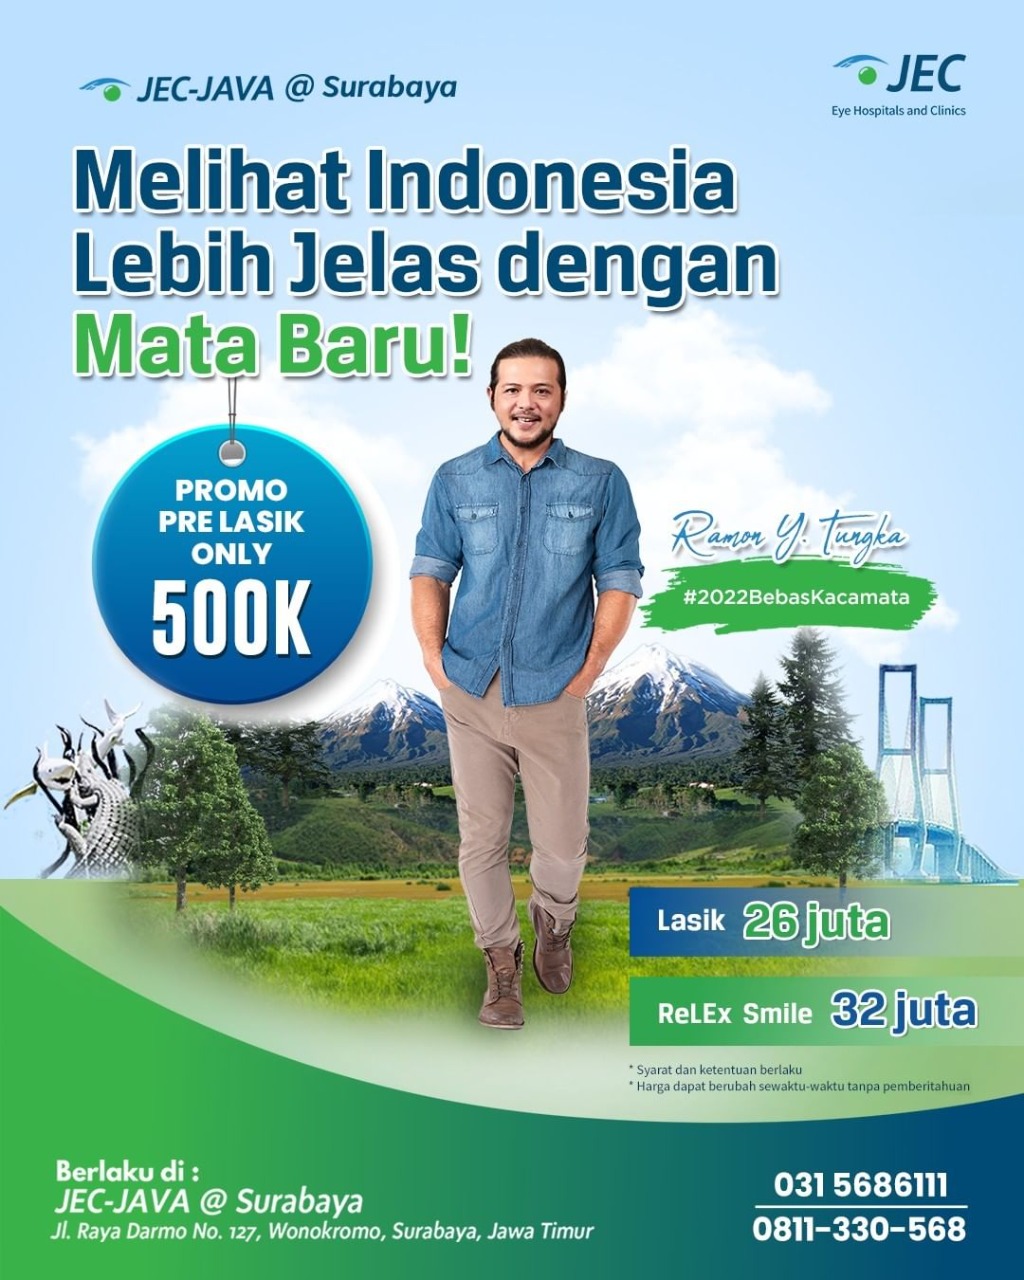 JEC-JAVA @ Surabaya
JEC
Eye Hospitals and Clinics
Melihat Indonesia
Lebih Jelas dengan
Mata Baru!
PROMO
PRE LASIK
ONLY
500K
Ramon Y. Tungka
#2022BebasKacamata
Lasik 26 juta
ReLEx Smile 32 juta
* Syarat dan ketentuan berlaku
* Harga dapat berubah sewaktu-waktu tanpa pemberitahuan
Berlaku di :
JEC-JAVA @ Surabaya
Jl. Raya Darmo No. 127, Wonokromo, Surabaya, Jawa Timur
031 5686111
0811-330-568